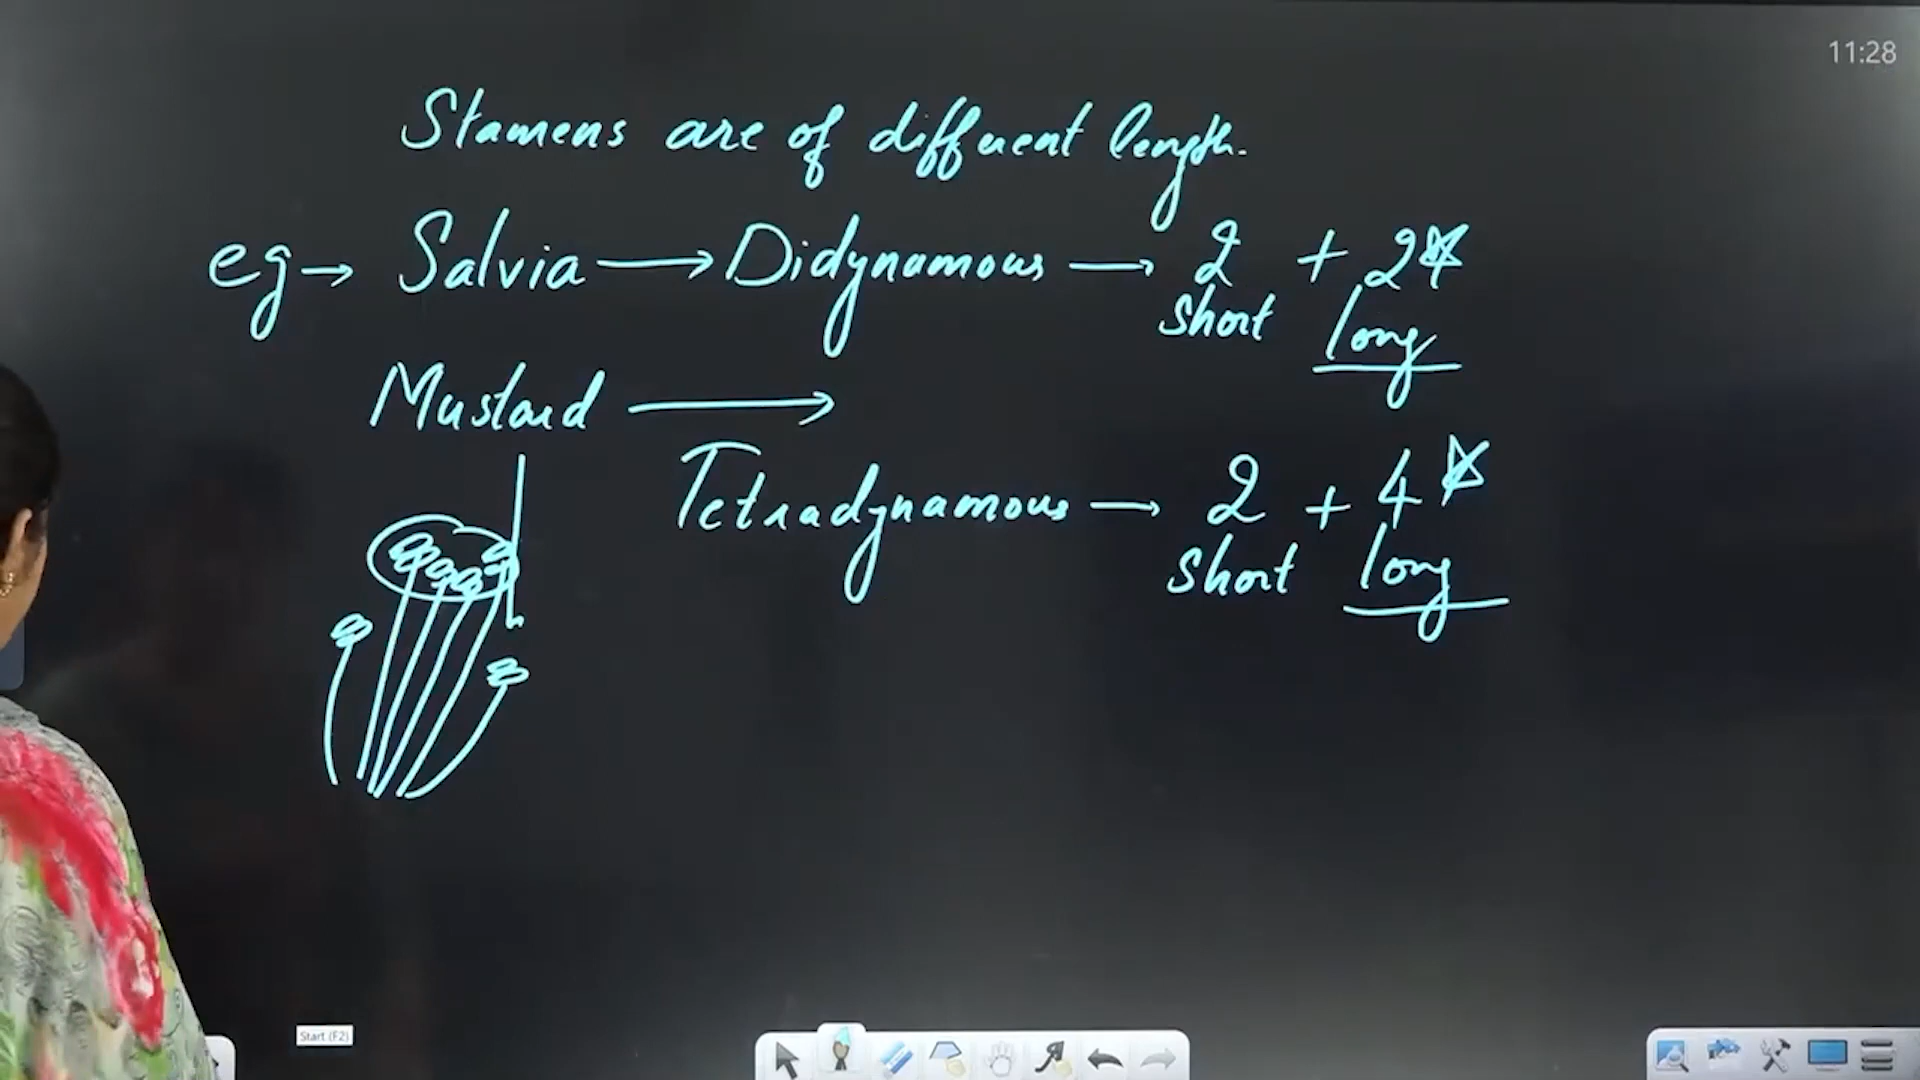 11:28
Stamens are of different length.
eg → Salvia → Didynamous → 2 short + 2 long
Mustard →
Tetradynamous → 2 short + 4 long
Start (F2)